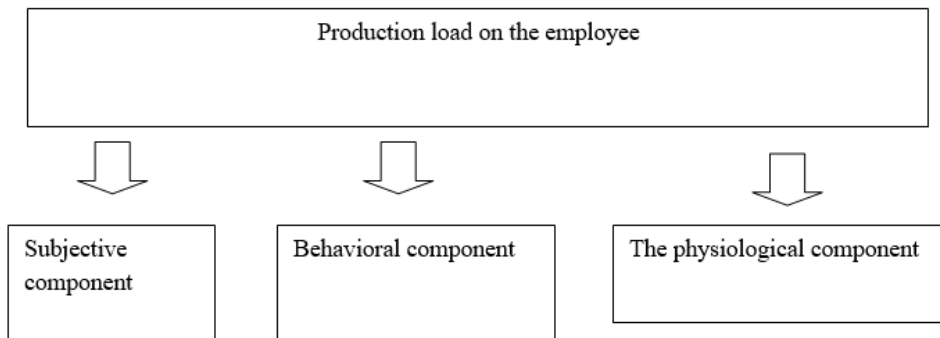 Production load on the employee
Subjective
component
Behavioral component
The physiological component